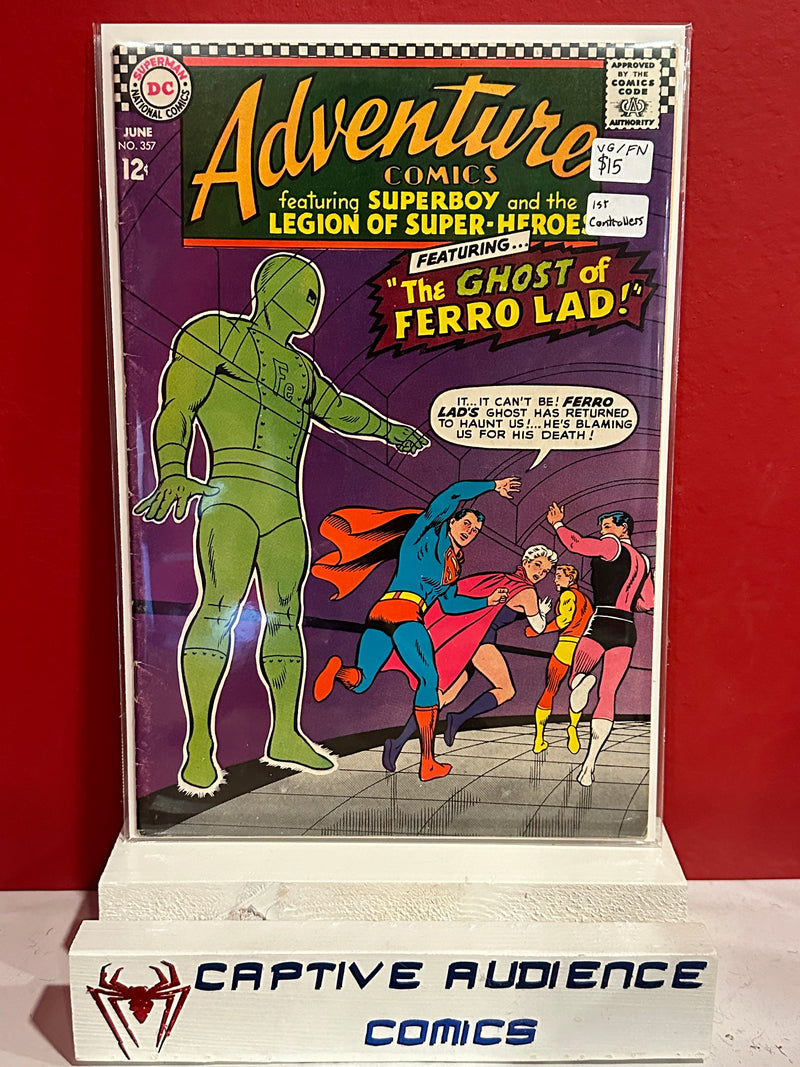 SUPERMAN
DC
NATIONAL COMICS
JUNE
NO. 357
12¢
Adventure
COMICS
featuring SUPERBOY and the
LEGION OF SUPER-HEROE
APPROVED
BY THE
COMICS
CODE
AUTHORITY
VG/FN
$15
1st
Controllers
FEATURING...
"THE GHOST of
FERRO LAD!"
Fe
IT...IT CAN'T BE! FERRO
LAD'S GHOST HAS RETURNED
TO HAUNT US!...HE'S BLAMING
US FOR HIS DEATH!
CAPTIVE AUDIENCE
COMICS